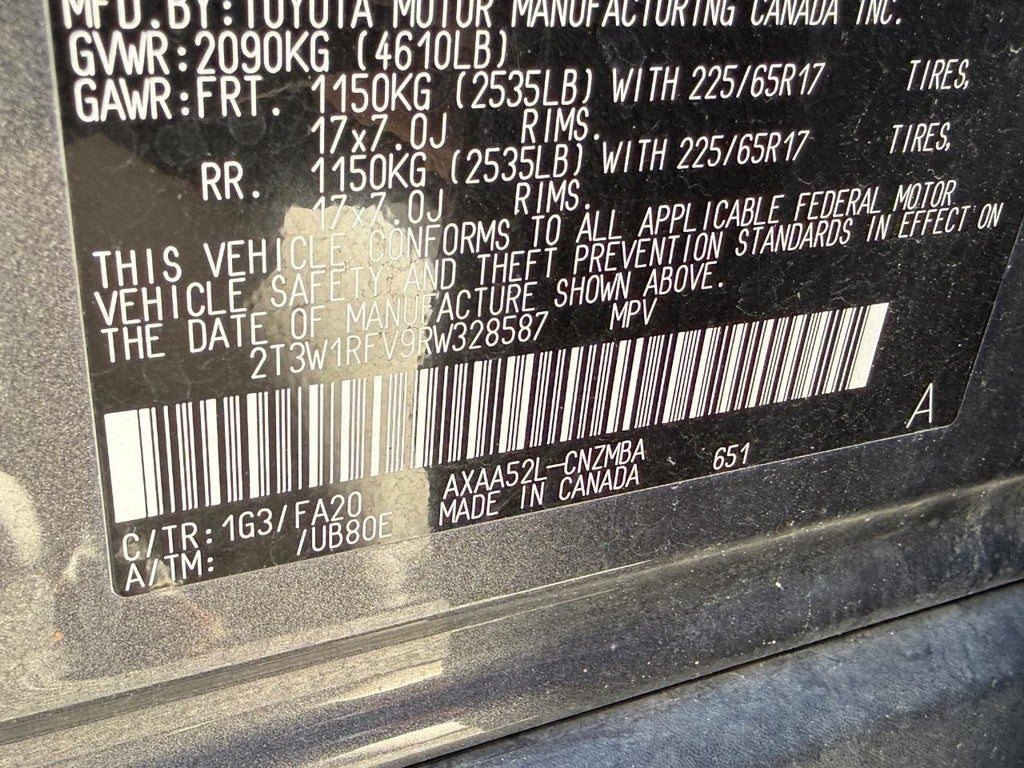 MFD.BY:TOYOTA MOTOR MANUFACTURING CANADA INC.
GVWR:2090KG (4610LB)
GAWR:FRT. 1150KG (2535LB) WITH 225/65R17 TIRES,
17x7.0J RIMS.
RR. 1150KG (2535LB) WITH 225/65R17 TIRES,
17x7.0J RIMS.
THIS VEHICLE CONFORMS TO ALL APPLICABLE FEDERAL MOTOR
VEHICLE SAFETY AND THEFT PREVENTION STANDARDS IN EFFECT ON
THE DATE OF MANUFACTURE SHOWN ABOVE.
2T3W1RFV9RW328587 MPV
A
AXAA52L-CNZMBA 651
C/TR: 1G3/FA20 MADE IN CANADA
A/TM: /UB80E